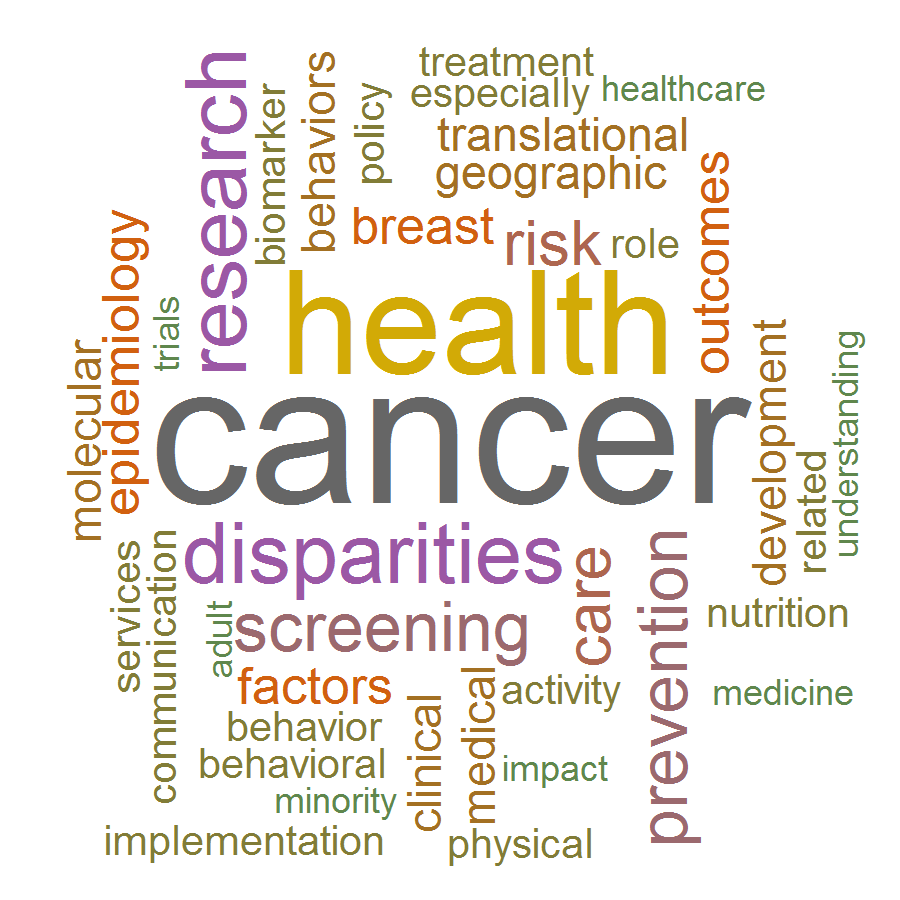 treatment
especially
healthcare
translational
geographic
research
biomarker
behaviors
policy
breast
risk
role
outcomes
epidemiology
trials
molecular
health
cancer
development
related
understanding
disparities
screening
care
prevention
nutrition
services
communication
adult
factors
activity
medicine
behavior
behavioral
clinical
medical
impact
minority
implementation
physical